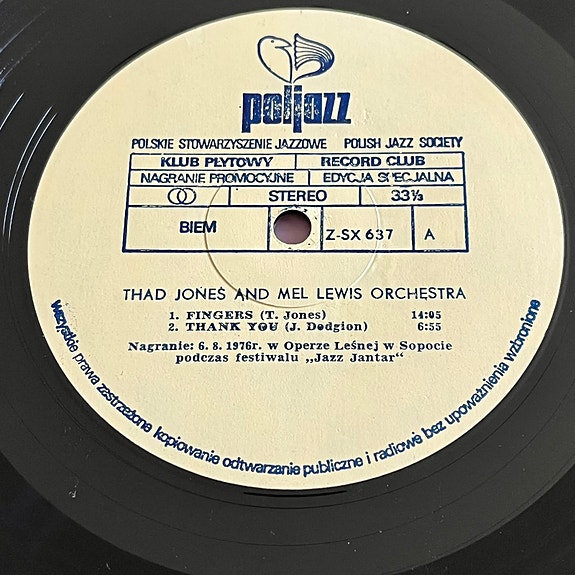 poljazz
POLSKIE STOWARZYSZENIE JAZZOWE POLISH JAZZ SOCIETY
KLUB PŁYTOWY RECORD CLUB
NAGRANIE PROMOCYJNE EDYCJA SPECJALNA
STEREO 33⅓
BIEM Z-SX 637 A
THAD JONES AND MEL LEWIS ORCHESTRA
1. FINGERS (T. Jones) 14:05
2. THANK YOU (J. Dodgion) 6:55
Nagranie: 6. 8. 1976r. w Operze Leśnej w Sopocie
podczas festiwalu „Jazz Jantar“
wszystkie prawa zastrzeżone kopiowanie odtwarzanie publiczne i radiowe bez upoważnienia wzbronione